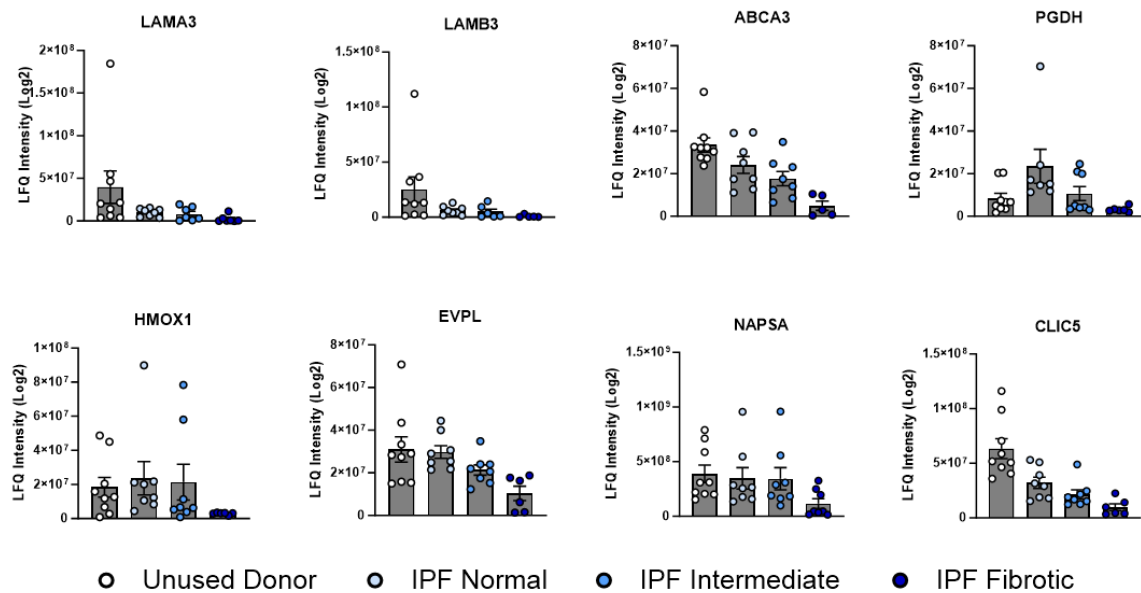 LAMA3
LFQ Intensity (Log2)
2×10⁸
1×10⁸
1×10⁸
5×10⁷
0
LAMB3
LFQ Intensity (Log2)
1.5×10⁸
1×10⁸
5×10⁷
0
ABCA3
LFQ Intensity (Log2)
8×10⁷
6×10⁷
4×10⁷
2×10⁷
0
PGDH
LFQ Intensity (Log2)
8×10⁷
6×10⁷
4×10⁷
2×10⁷
0
HMOX1
LFQ Intensity (Log2)
1×10⁸
8×10⁷
6×10⁷
4×10⁷
2×10⁷
0
EVPL
LFQ Intensity (Log2)
8×10⁷
6×10⁷
4×10⁷
2×10⁷
0
NAPSA
LFQ Intensity (Log2)
1.5×10⁹
1×10⁹
5×10⁸
0
CLIC5
LFQ Intensity (Log2)
1.5×10⁸
1×10⁸
5×10⁷
0
Unused Donor
IPF Normal
IPF Intermediate
IPF Fibrotic